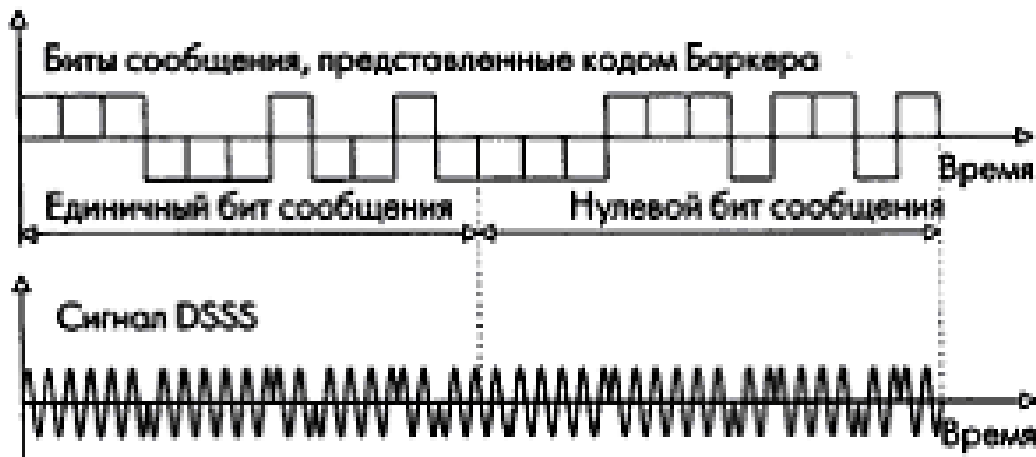 Биты сообщения, представленные кодом Баркера
Время
Единичный бит сообщения
Нулевой бит сообщения
Сигнал DSSS
Время